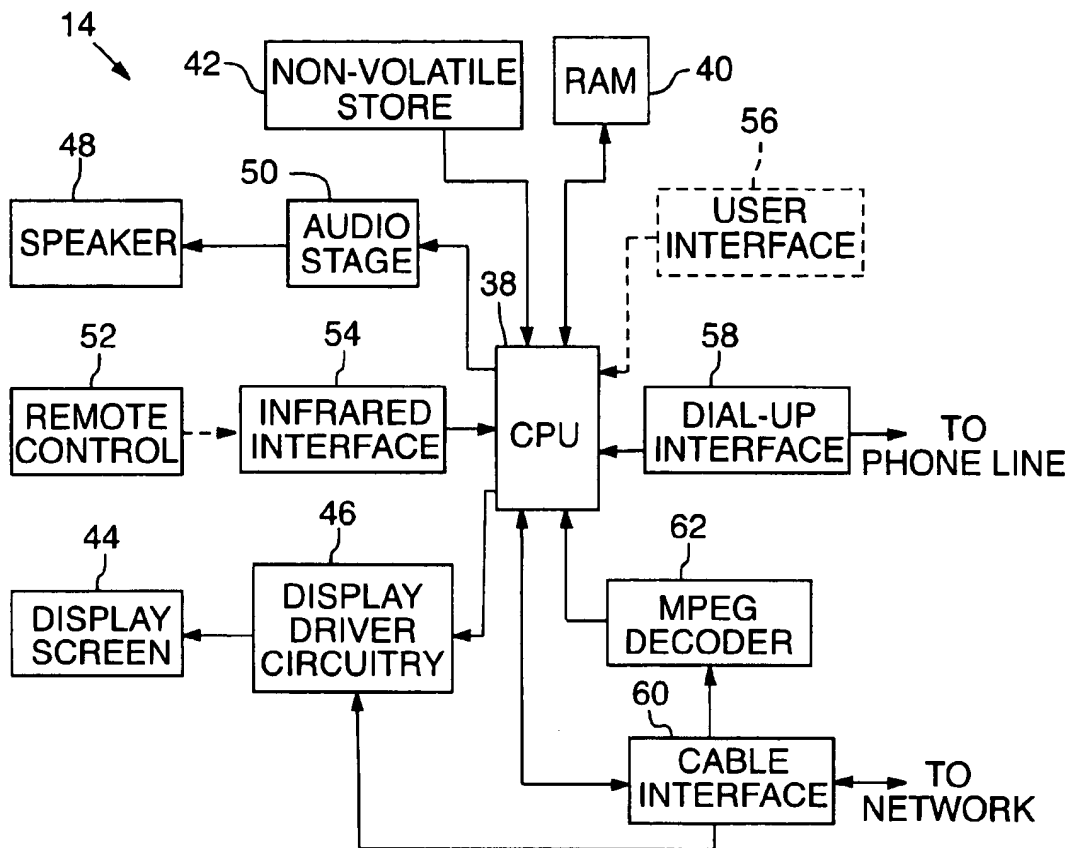 14
42
NON-VOLATILE
STORE
RAM
40
56
USER
INTERFACE
48
SPEAKER
50
AUDIO
STAGE
38
CPU
52
REMOTE
CONTROL
54
INFRARED
INTERFACE
58
DIAL-UP
INTERFACE
TO
PHONE LINE
44
DISPLAY
SCREEN
46
DISPLAY
DRIVER
CIRCUITRY
62
MPEG
DECODER
60
CABLE
INTERFACE
TO
NETWORK